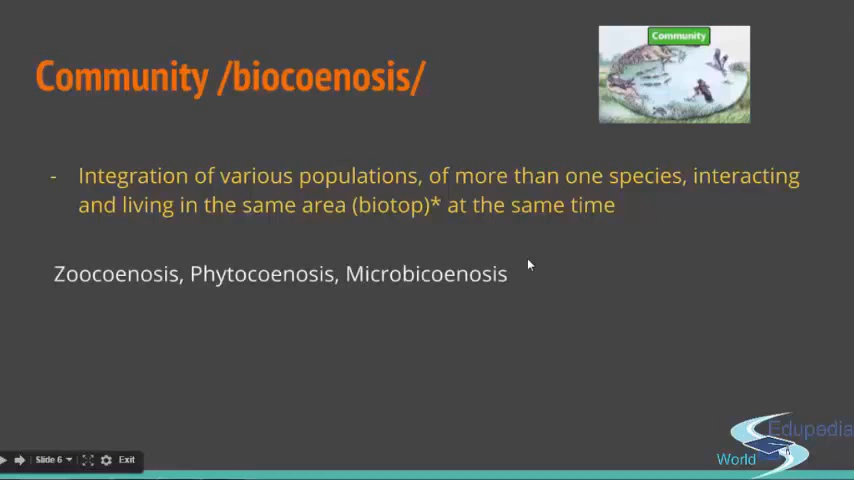 Community
Community /biocoenosis/
- Integration of various populations, of more than one species, interacting
and living in the same area (biotop)* at the same time
Zoocoenosis, Phytocoenosis, Microbicoenosis
Edupedia
World
Slide 6
Exit